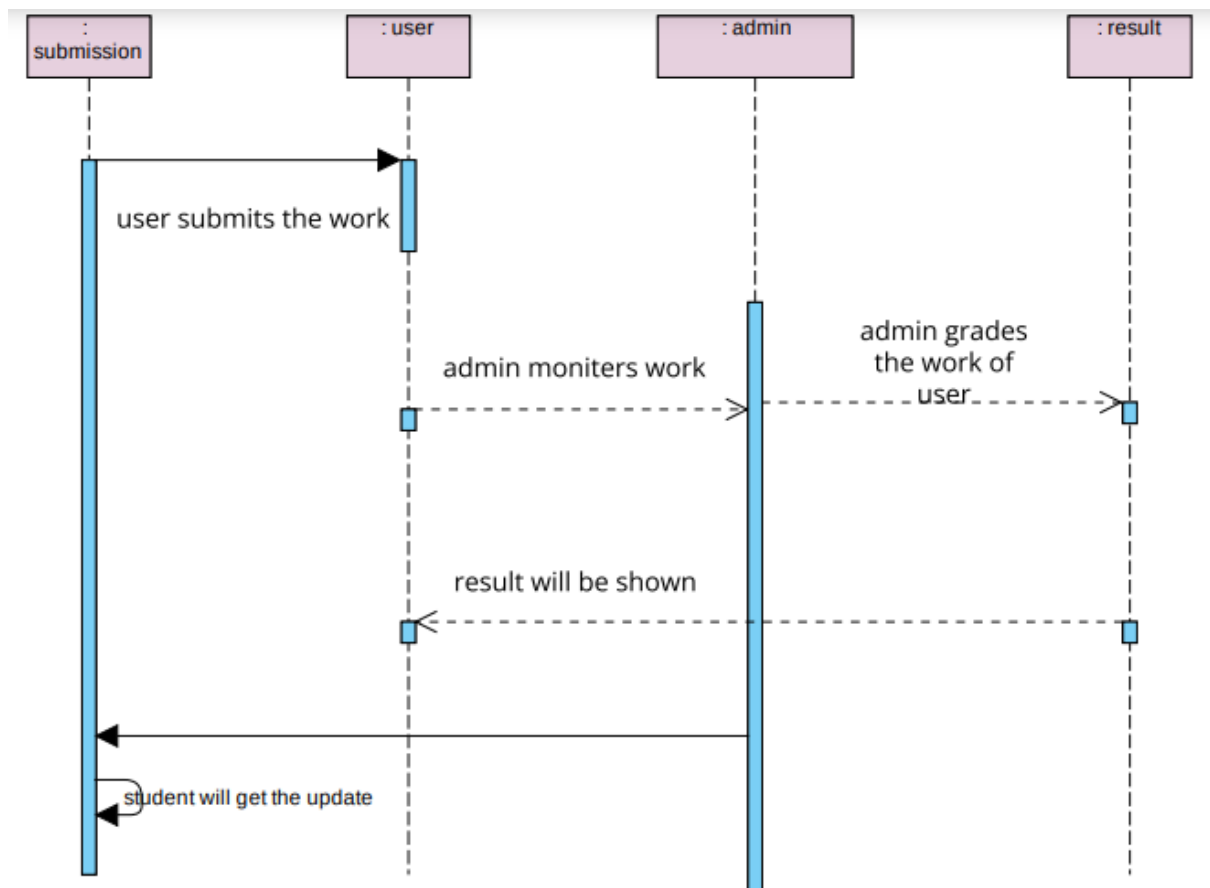 :
submission
: user
: admin
: result
user submits the work
admin moniters work
admin grades
the work of
user
result will be shown
student will get the update